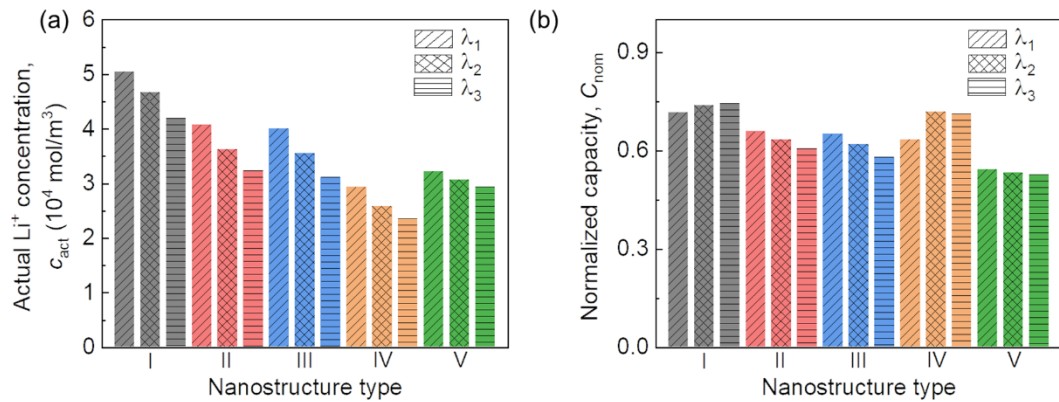 (a)
Actual Li⁺ concentration,
c_act (10⁴ mol/m³)
6
5
4
3
2
1
0
λ₁
λ₂
λ₃
I II III IV V
Nanostructure type
(b)
Normalized capacity, C_nom
0.9
0.6
0.3
0.0
λ₁
λ₂
λ₃
I II III IV V
Nanostructure type